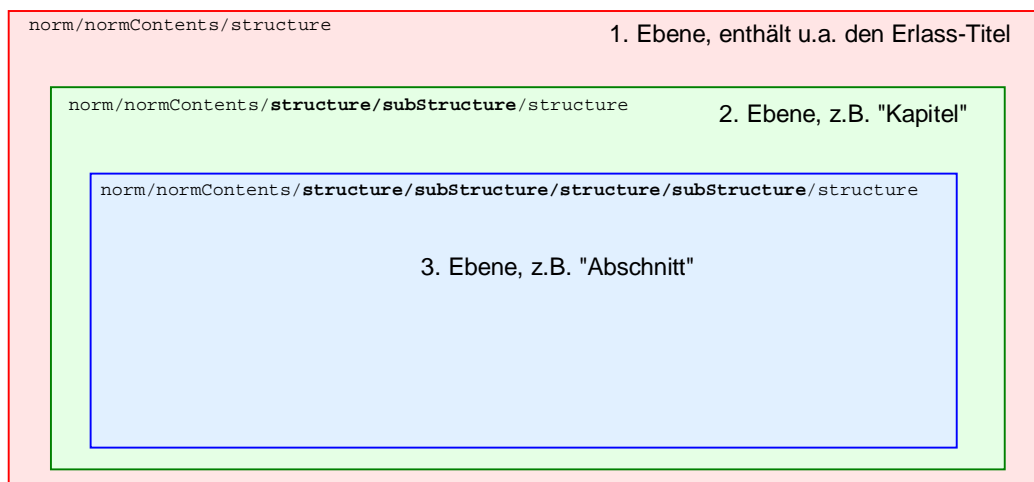 norm/normContents/structure
1. Ebene, enthält u.a. den Erlass-Titel
norm/normContents/structure/subStructure/structure
2. Ebene, z.B. "Kapitel"
norm/normContents/structure/subStructure/structure/subStructure/structure
3. Ebene, z.B. "Abschnitt"